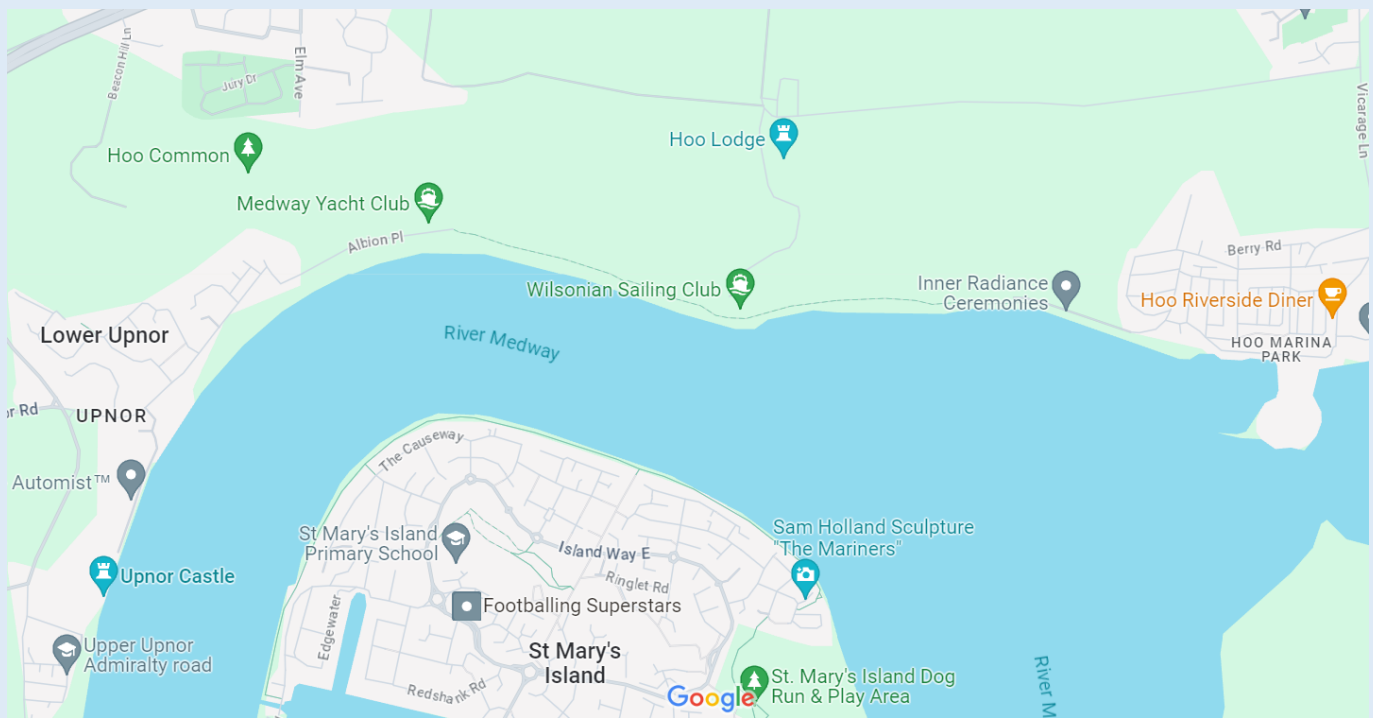 Beacon Hill Ln
Elm Ave
Jury Dr
Hoo Common
Hoo Lodge
Vicarage Ln
Medway Yacht Club
Albion Pl
Berry Rd
Wilsonian Sailing Club
Inner Radiance
Ceremonies
Hoo Riverside Diner
Lower Upnor
River Medway
HOO MARINA
PARK
or Rd
UPNOR
The Causeway
Automist™
St Mary's Island
Primary School
Sam Holland Sculpture
"The Mariners"
Island Way E
Upnor Castle
Ringlet Rd
Edgewater
Footballing Superstars
Upper Upnor
Admiralty road
St Mary's
Island
Redshank Rd
River M
St. Mary's Island Dog
Run & Play Area
Google